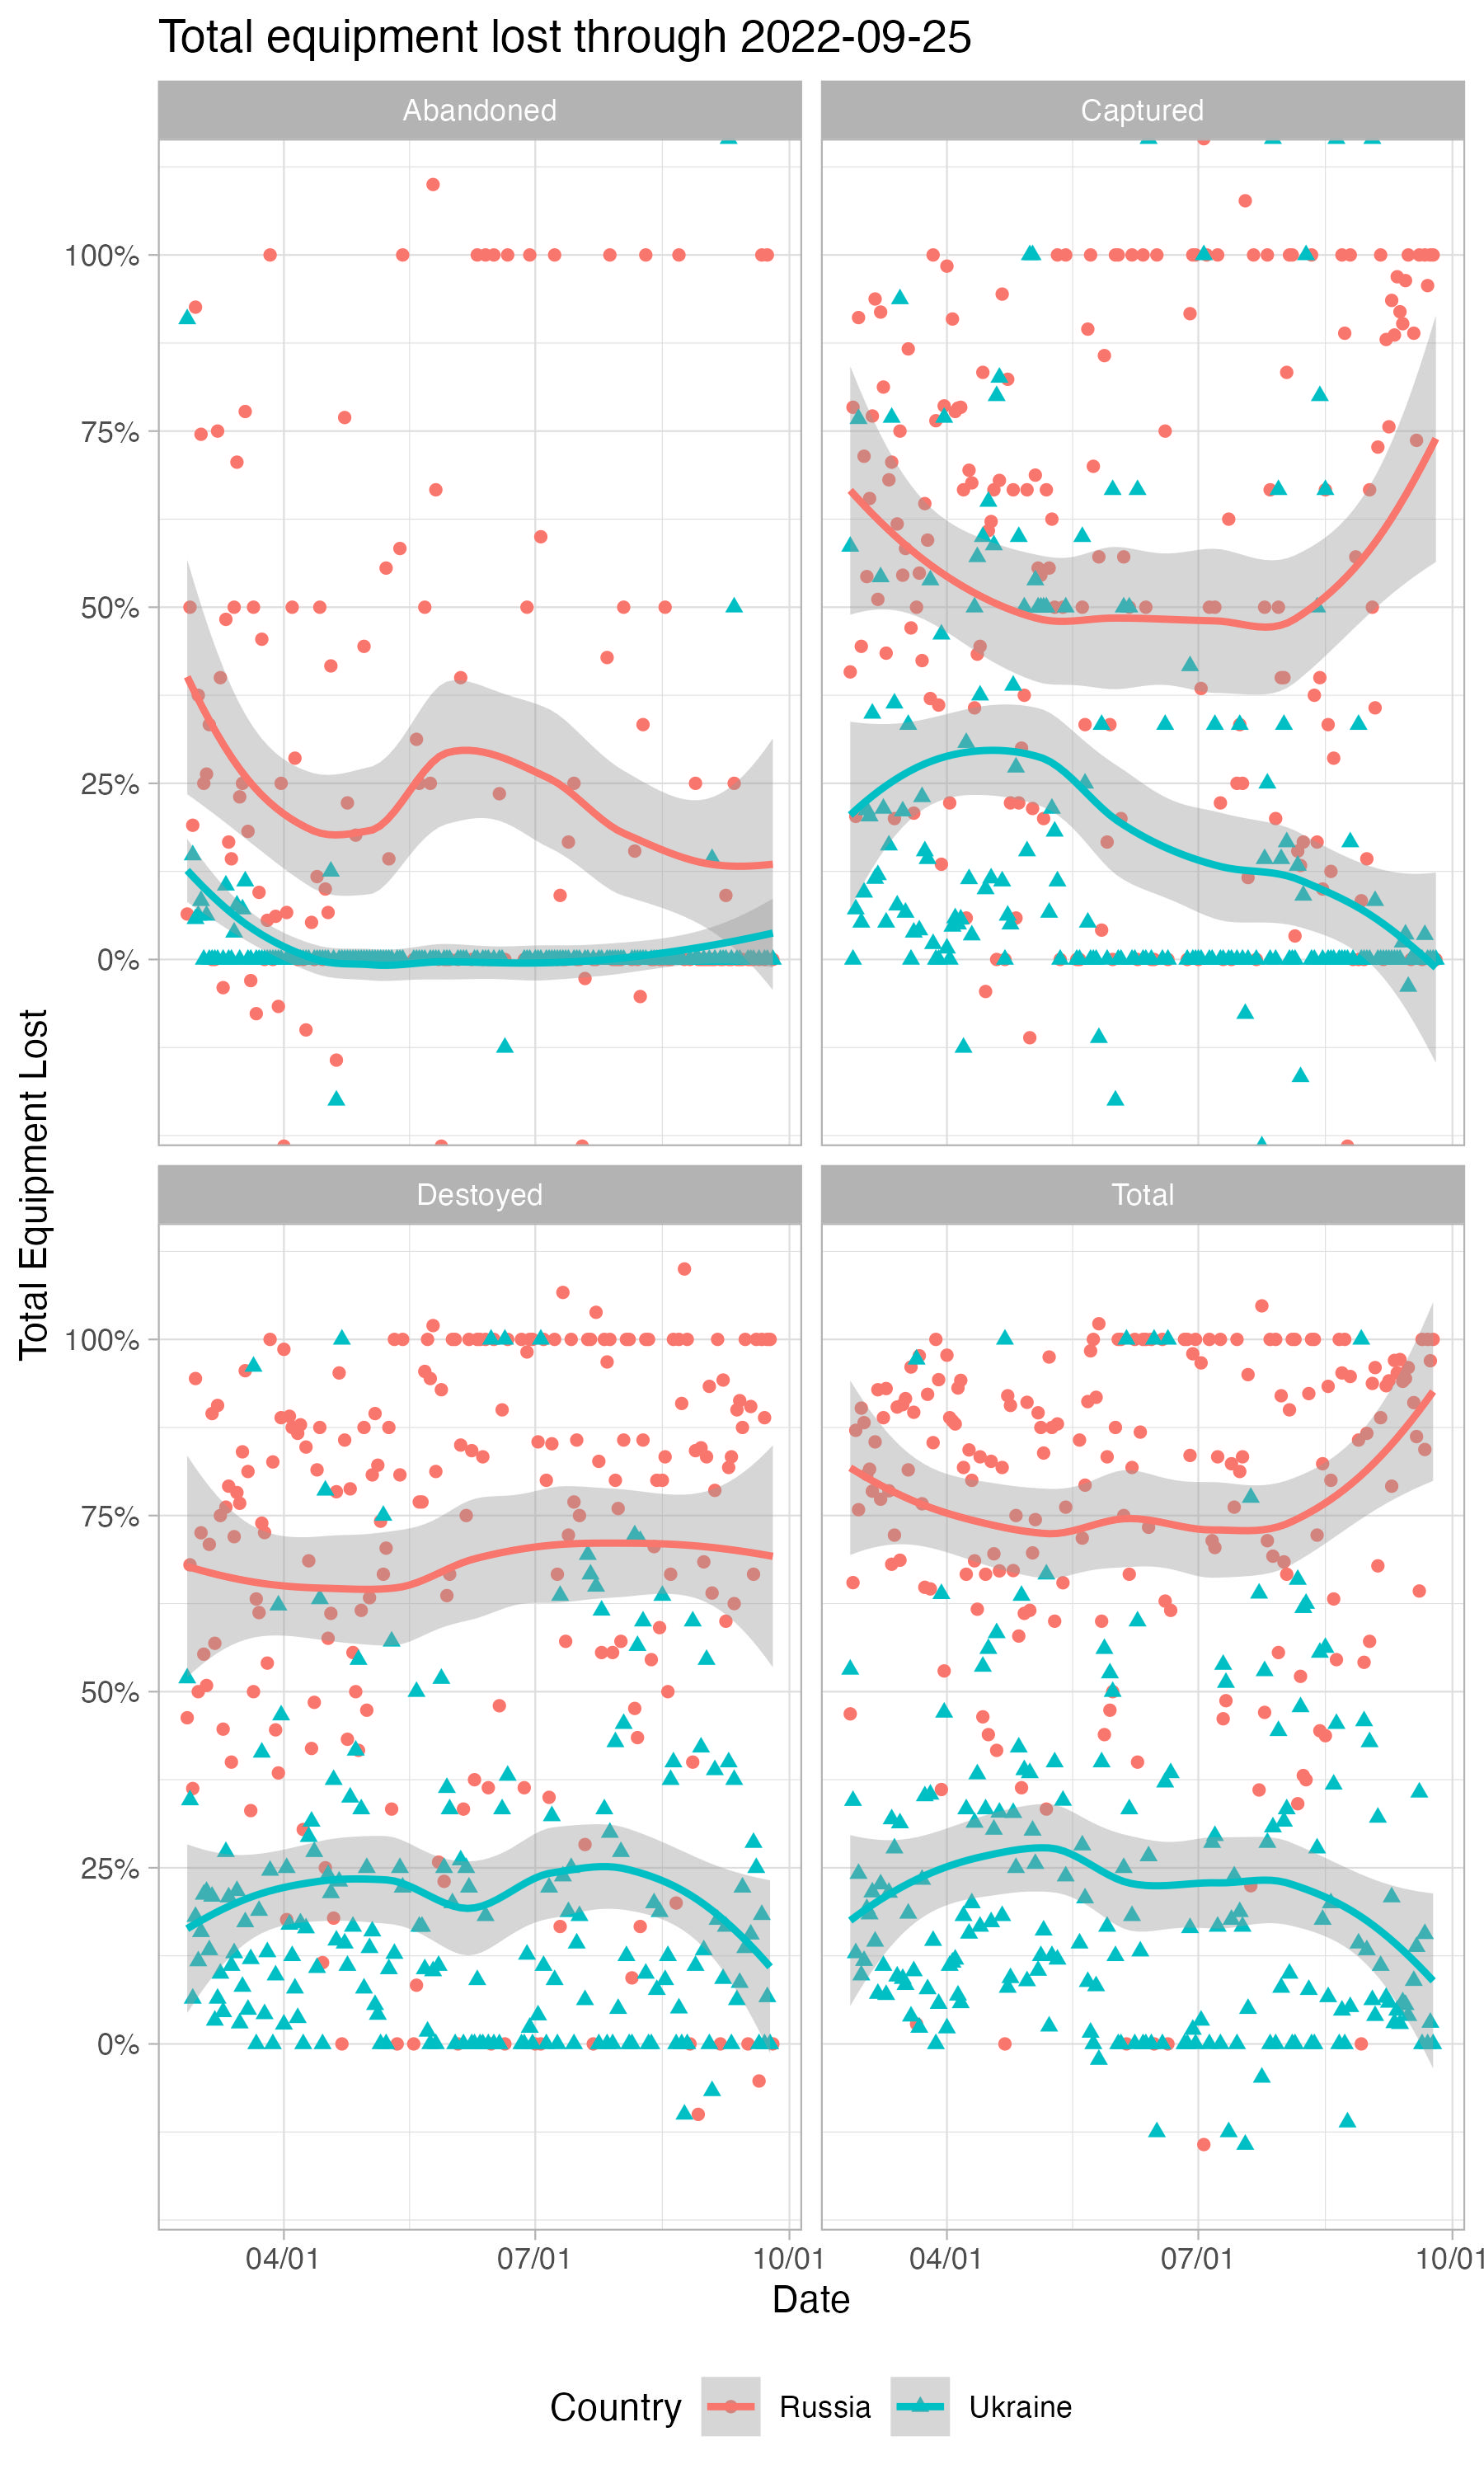 Total equipment lost through 2022-09-25
Abandoned
Captured
100%
75%
50%
25%
0%
Total Equipment Lost
Destoyed
Total
100%
75%
50%
25%
0%
04/01
07/01
10/01
04/01
07/01
10/01
Date
Country
Russia
Ukraine